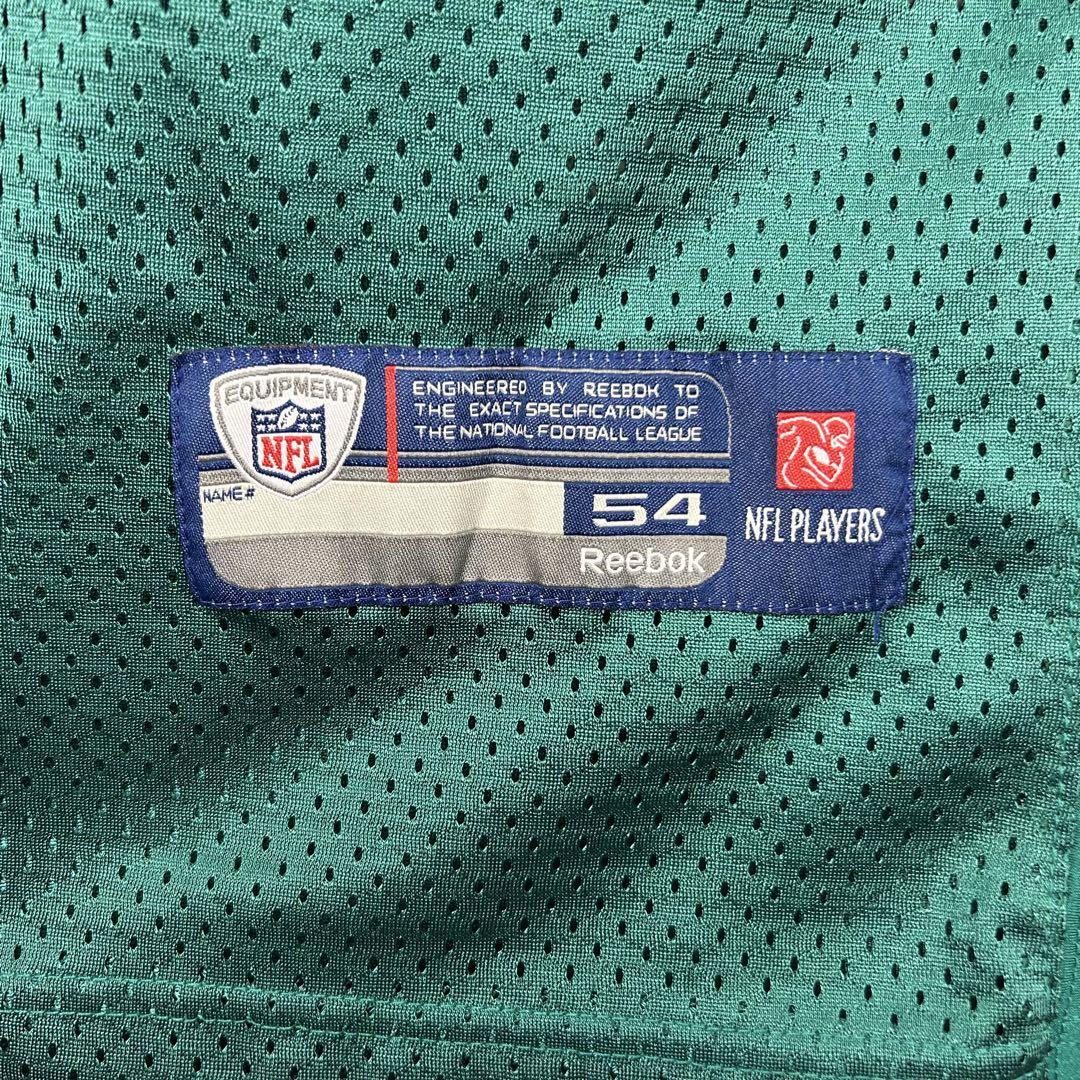 EQUIPMENT
NFL
ENGINEERED BY REEBOK TO
THE EXACT SPECIFICATIONS OF
THE NATIONAL FOOTBALL LEAGUE
NAME#
54
Reebok
NFL PLAYERS